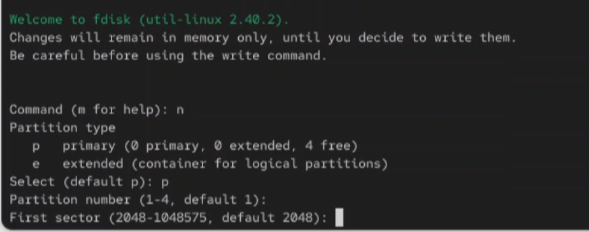 Welcome to fdisk (util-linux 2.40.2).
Changes will remain in memory only, until you decide to write them.
Be careful before using the write command.
Command (m for help): n
Partition type
p primary (0 primary, 0 extended, 4 free)
e extended (container for logical partitions)
Select (default p): p
Partition number (1-4, default 1):
First sector (2048-1048575, default 2048):